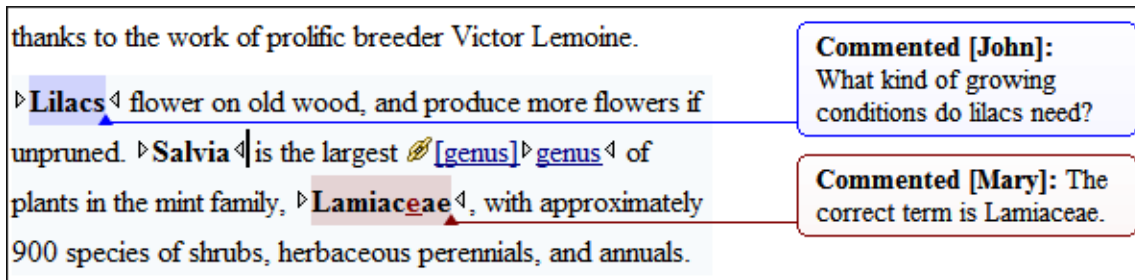 thanks to the work of prolific breeder Victor Lemoine.
Lilacs flower on old wood, and produce more flowers if
unpruned. Salvia is the largest [genus] genus of
plants in the mint family, Lamiaceae, with approximately
900 species of shrubs, herbaceous perennials, and annuals.
Commented [John]:
What kind of growing
conditions do lilacs need?
Commented [Mary]: The
correct term is Lamiaceae.